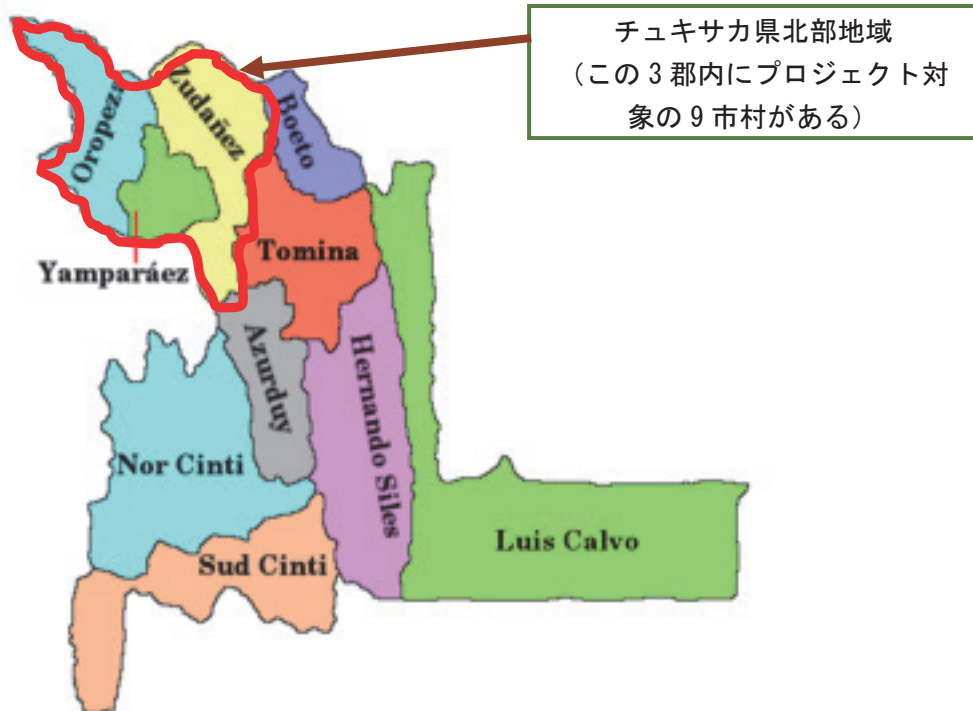 チュキサカ県北部地域
（この 3 郡内にプロジェクト対
象の 9 市村がある）
Oropeza
Zudañez
Boeto
Yamparáez
Tomina
Azurduy
Hernando Siles
Nor Cinti
Sud Cinti
Luis Calvo